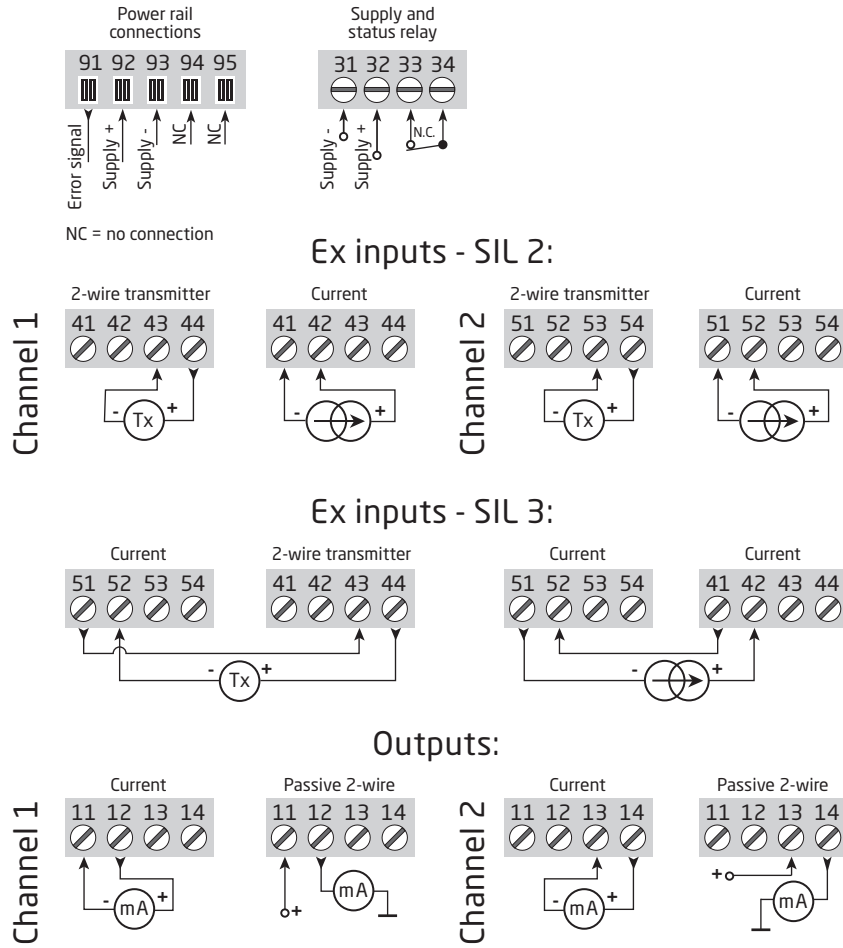 Power rail
connections
91 92 93 94 95
Error signal
Supply +
Supply -
NC
NC
NC = no connection
Supply and
status relay
31 32 33 34
Supply -
Supply +
N.C.
Ex inputs - SIL 2:
Channel 1
2-wire transmitter
41 42 43 44
- Tx +
Current
41 42 43 44
- +
Channel 2
2-wire transmitter
51 52 53 54
- Tx +
Current
51 52 53 54
- +
Ex inputs - SIL 3:
Current
51 52 53 54
2-wire transmitter
41 42 43 44
- Tx +
Current
51 52 53 54
Current
41 42 43 44
- +
Outputs:
Channel 1
Current
11 12 13 14
- mA +
Passive 2-wire
11 12 13 14
+
mA
Channel 2
Current
11 12 13 14
- mA +
Passive 2-wire
11 12 13 14
+
mA